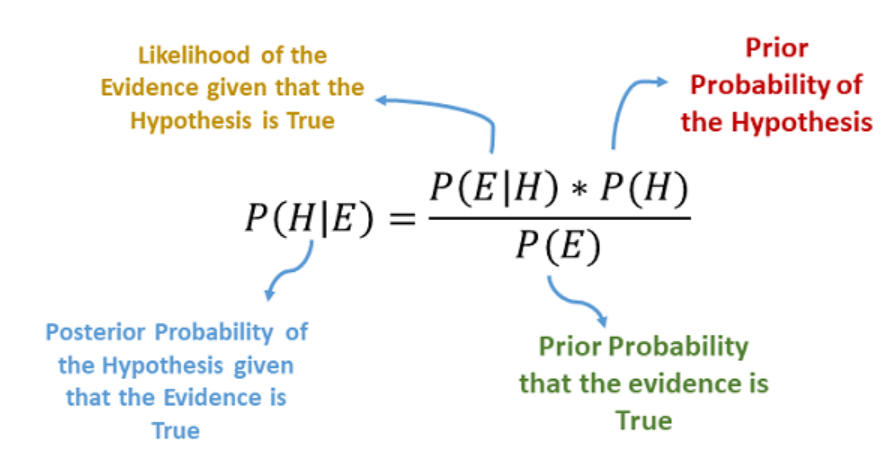 Likelihood of the
Evidence given that the
Hypothesis is True
Prior
Probability of
the Hypothesis
P(H|E) = P(E|H) * P(H)
P(E)
Posterior Probability of
the Hypothesis given
that the Evidence is
True
Prior Probability
that the evidence is
True